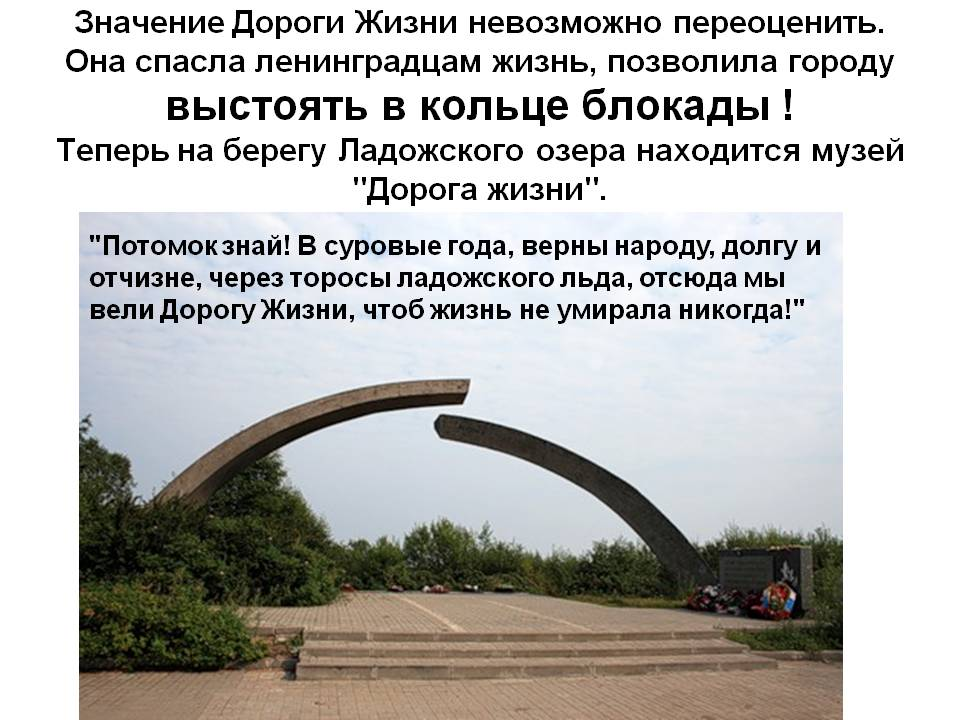 Значение Дороги Жизни невозможно переоценить.
Она спасла ленинградцам жизнь, позволила городу
выстоять в кольце блокады !
Теперь на берегу Ладожского озера находится музей
"Дорога жизни".
"Потомок знай! В суровые года, верны народу, долгу и
отчизне, через торосы ладожского льда, отсюда мы
вели Дорогу Жизни, чтоб жизнь не умирала никогда!"